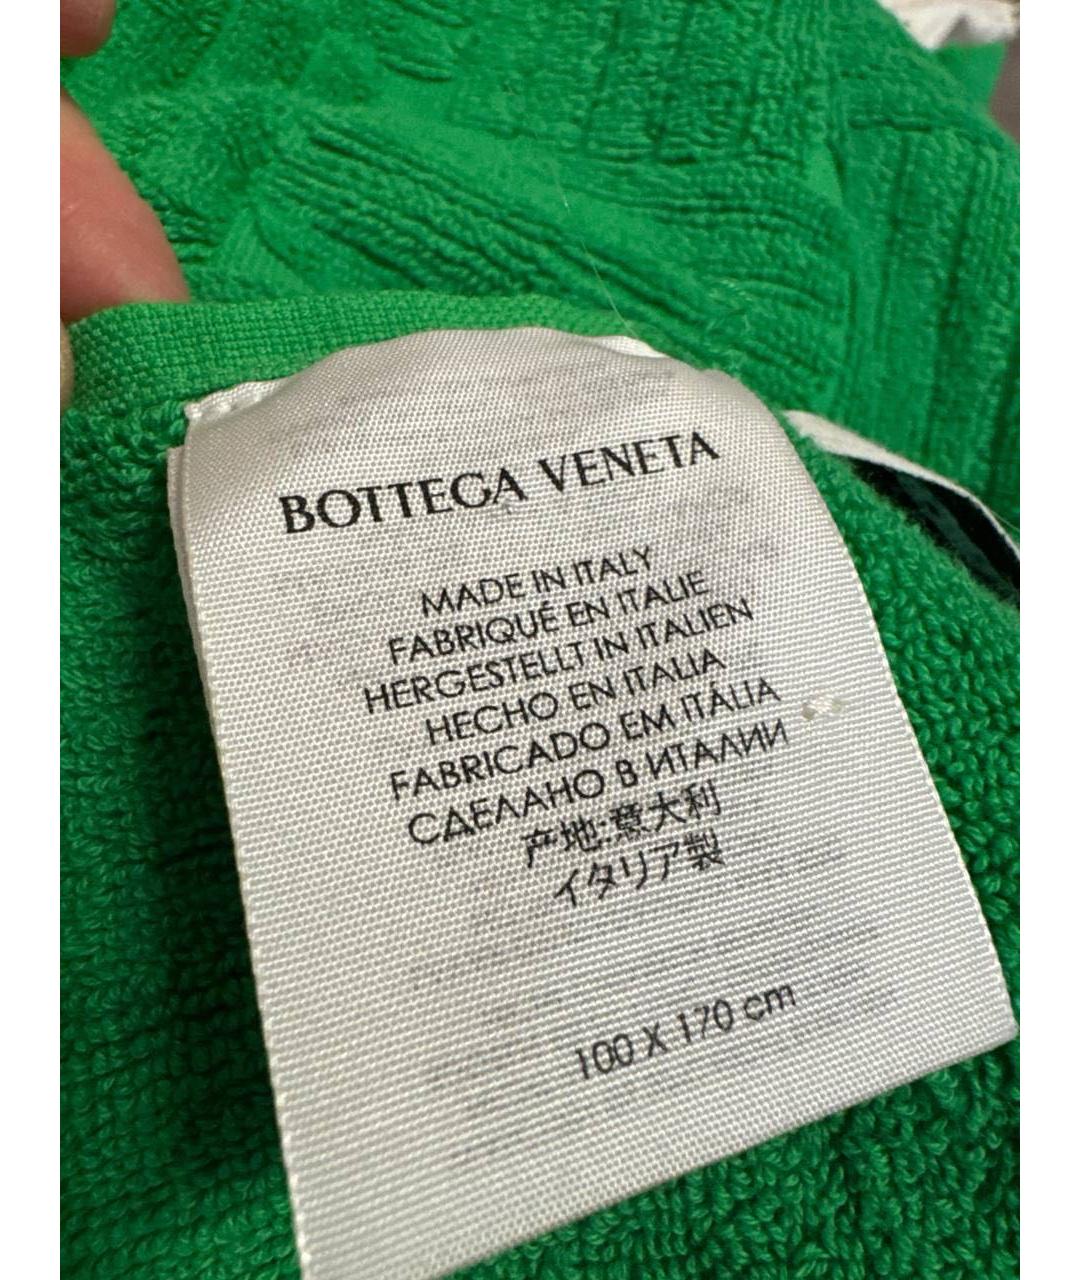 BOTTEGA VENETA
MADE IN ITALY
FABRIQUÉ EN ITALIE
HERGESTELLT IN ITALIEN
HECHO EN ITALIA
FABRICADO EM ITÁLIA
СДЕЛАНО В ИТАЛИИ
产地:意大利
イタリア製
100 X 170 cm